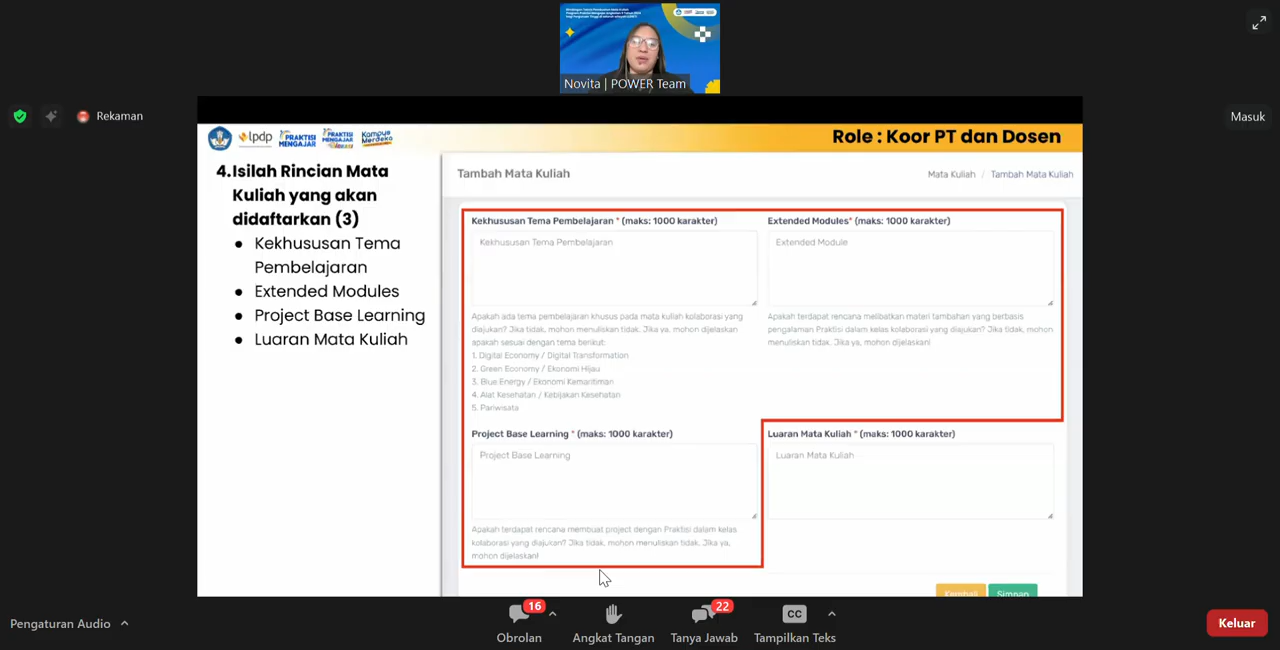 Novita | POWER Team
Rekaman
Masuk
lpdp
PRAKTISI MENGAJAR
PRAKTISI MENGAJAR
Kampus Merdeka
Role : Koor PT dan Dosen
4.Isilah Rincian Mata
Kuliah yang akan
didaftarkan (3)
● Kekhususan Tema
Pembelajaran
● Extended Modules
● Project Base Learning
● Luaran Mata Kuliah
Tambah Mata Kuliah
Mata Kuliah / Tambah Mata Kuliah
Kekhususan Tema Pembelajaran * (maks: 1000 karakter)
Kekhususan Tema Pembelajaran
Apakah ada tema pembelajaran khusus pada mata kuliah kolaborasi yang
diajukan? Jika tidak, mohon menuliskan tidak. Jika ya, mohon dijelaskan
apakah sesuai dengan tema berikut:
1. Digital Economy / Digital Transformation
2. Green Economy / Ekonomi Hijau
3. Blue Energy / Ekonomi Kemaritiman
4. Alat Kesehatan / Kebijakan Kesehatan
5. Pariwisata
Extended Modules* (maks: 1000 karakter)
Extended Module
Apakah terdapat rencana melibatkan materi tambahan yang berbasis
pengalaman Praktisi dalam kelas kolaborasi yang diajukan? Jika tidak, mohon
menuliskan tidak. Jika ya, mohon dijelaskan!
Project Base Learning * (maks: 1000 karakter)
Project Base Learning
Apakah terdapat rencana membuat project dengan Praktisi dalam kelas
kolaborasi yang diajukan? Jika tidak, mohon menuliskan tidak. Jika ya,
mohon dijelaskan!
Luaran Mata Kuliah * (maks: 1000 karakter)
Luaran Mata Kuliah
Kembali
Simpan
Pengaturan Audio
16
Obrolan
Angkat Tangan
22
Tanya Jawab
CC
Tampilkan Teks
Keluar